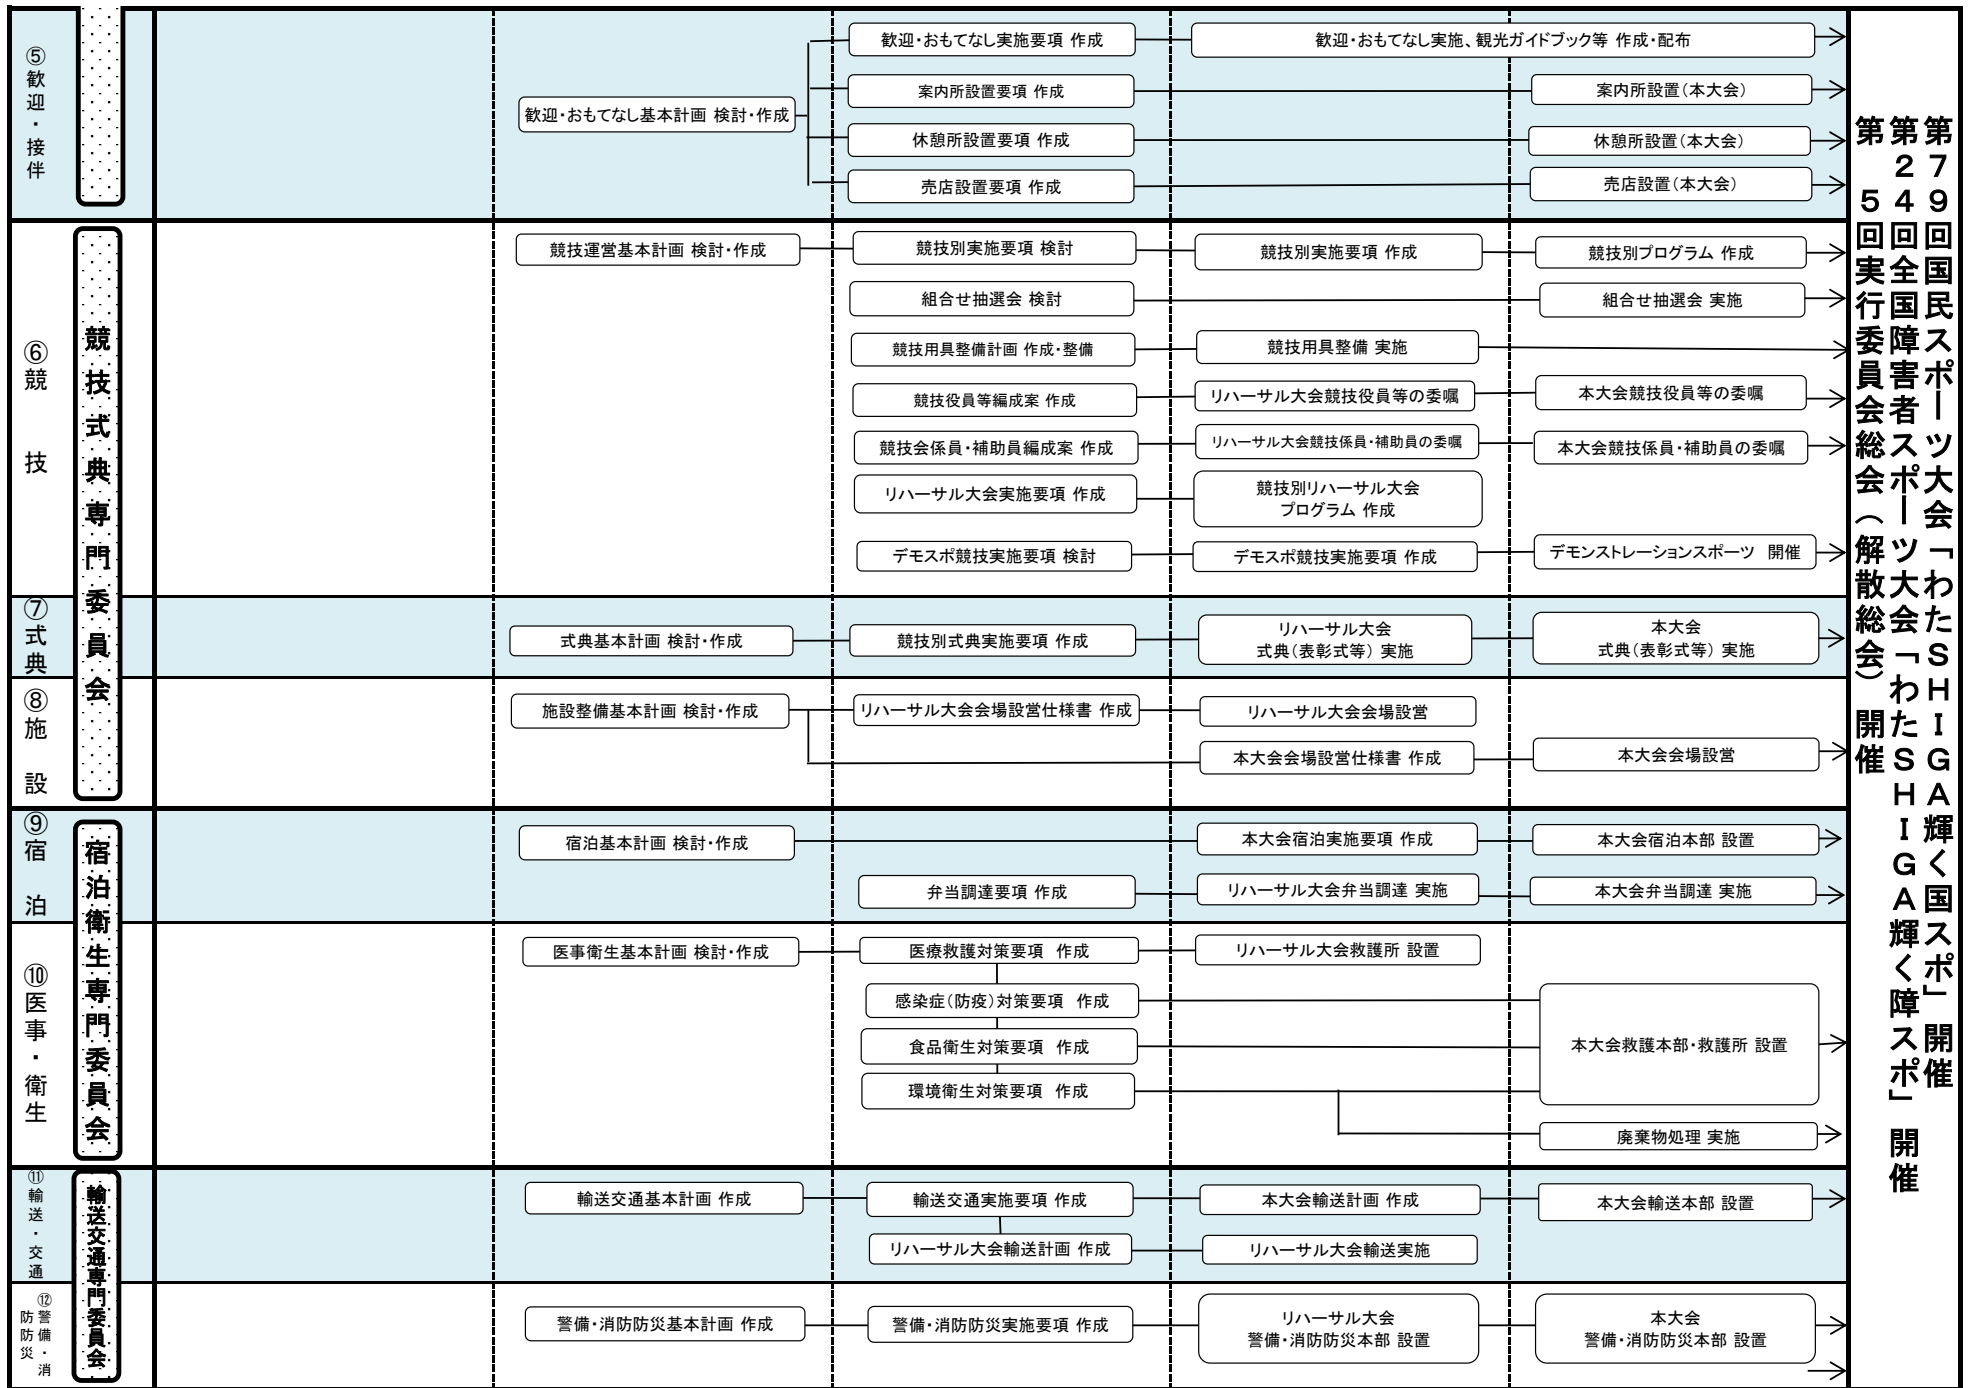 ⑤歓迎・接伴
歓迎・おもてなし基本計画 検討・作成
歓迎・おもてなし実施要項 作成
歓迎・おもてなし実施、観光ガイドブック等 作成・配布
案内所設置要項 作成
案内所設置(本大会)
休憩所設置要項 作成
休憩所設置(本大会)
売店設置要項 作成
売店設置(本大会)
競技式典専門委員会
⑥競技
競技運営基本計画 検討・作成
競技別実施要項 検討
競技別実施要項 作成
競技別プログラム 作成
組合せ抽選会 検討
組合せ抽選会 実施
競技用具整備計画 作成・整備
競技用具整備 実施
競技役員等編成案 作成
リハーサル大会競技役員等の委嘱
本大会競技役員等の委嘱
競技会係員・補助員編成案 作成
リハーサル大会競技係員・補助員の委嘱
本大会競技係員・補助員の委嘱
リハーサル大会実施要項 作成
競技別リハーサル大会
プログラム 作成
デモスポ競技実施要項 検討
デモスポ競技実施要項 作成
デモンストレーションスポーツ　開催
⑦式典
式典基本計画 検討・作成
競技別式典実施要項 作成
リハーサル大会
式典(表彰式等) 実施
本大会
式典(表彰式等) 実施
⑧施設
施設整備基本計画 検討・作成
リハーサル大会会場設営仕様書 作成
リハーサル大会会場設営
本大会会場設営仕様書 作成
本大会会場設営
宿泊衛生専門委員会
⑨宿泊
宿泊基本計画 検討・作成
本大会宿泊実施要項 作成
本大会宿泊本部 設置
弁当調達要項 作成
リハーサル大会弁当調達 実施
本大会弁当調達 実施
⑩医事・衛生
医事衛生基本計画 検討・作成
医療救護対策要項　作成
リハーサル大会救護所 設置
感染症(防疫)対策要項　作成
食品衛生対策要項　作成
環境衛生対策要項　作成
本大会救護本部・救護所 設置
廃棄物処理 実施
輸送交通専門委員会
⑪輸送・交通
輸送交通基本計画 作成
輸送交通実施要項 作成
本大会輸送計画 作成
本大会輸送本部 設置
リハーサル大会輸送計画 作成
リハーサル大会輸送実施
⑫警備・消
防防災
警備・消防防災基本計画 作成
警備・消防防災実施要項 作成
リハーサル大会
警備・消防防災本部 設置
本大会
警備・消防防災本部 設置
第79回国民スポーツ大会「わたSHIGA輝く国スポ」開催
第24回全国障害者スポーツ大会「わたSHIGA輝く障スポ」開催
第　5回実行委員会総会(解散総会)開催